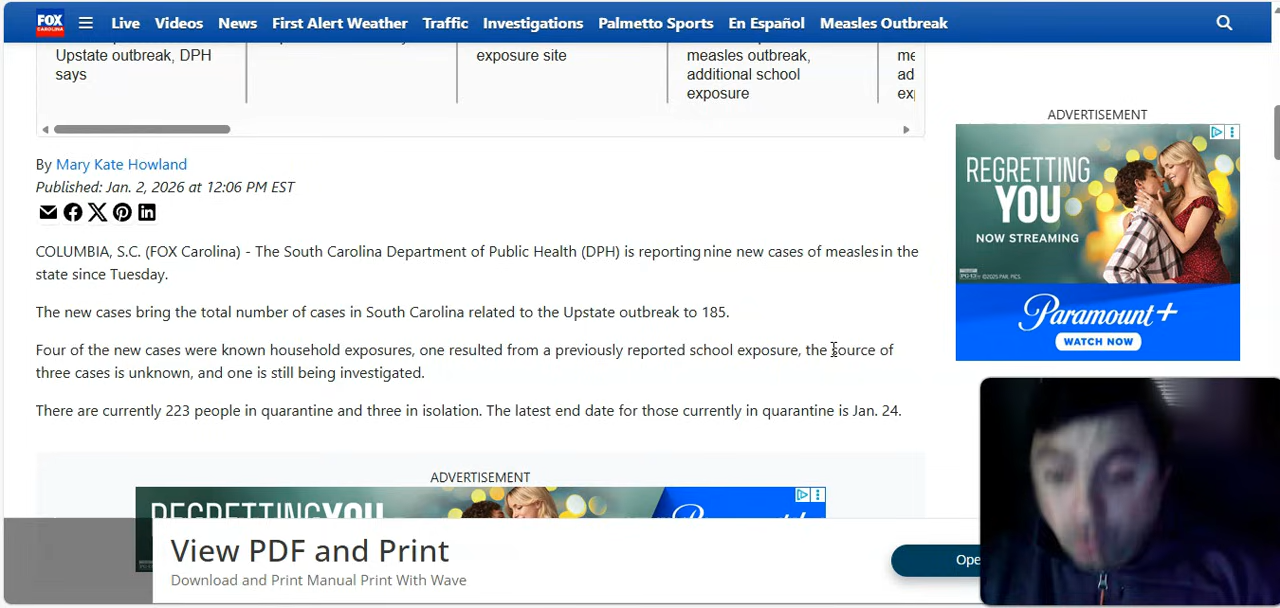 FOX CAROLINA
Live Videos News First Alert Weather Traffic Investigations Palmetto Sports En Español Measles Outbreak
Upstate outbreak, DPH
says
exposure site
measles outbreak,
additional school
exposure
By Mary Kate Howland
Published: Jan. 2, 2026 at 12:06 PM EST
COLUMBIA, S.C. (FOX Carolina) - The South Carolina Department of Public Health (DPH) is reporting nine new cases of measles in the
state since Tuesday.
The new cases bring the total number of cases in South Carolina related to the Upstate outbreak to 185.
Four of the new cases were known household exposures, one resulted from a previously reported school exposure, the source of
three cases is unknown, and one is still being investigated.
There are currently 223 people in quarantine and three in isolation. The latest end date for those currently in quarantine is Jan. 24.
ADVERTISEMENT
REGRETTING
YOU
View PDF and Print
Download and Print Manual Print With Wave
Ope
ADVERTISEMENT
REGRETTING
YOU
NOW STREAMING
Paramount+
WATCH NOW